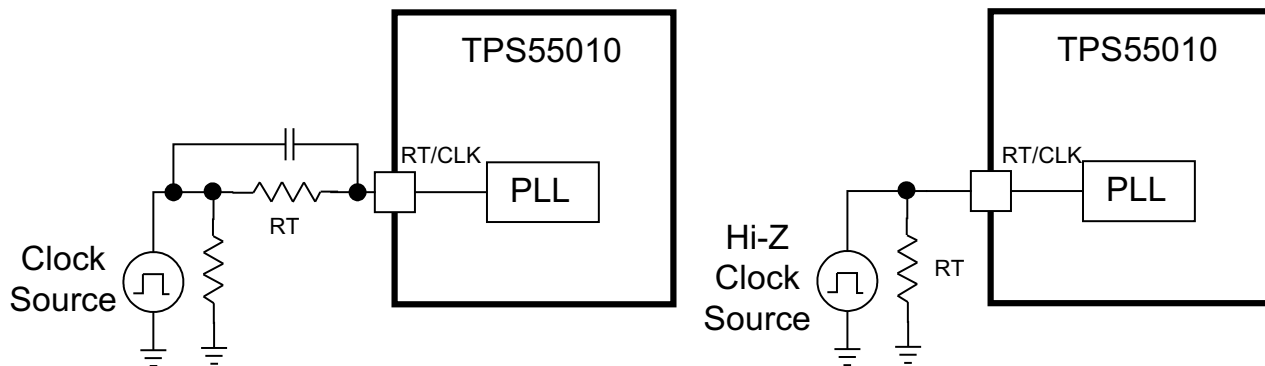 TPS55010
RT/CLK
PLL
RT
Clock
Source
TPS55010
RT/CLK
PLL
Hi-Z
Clock
Source
RT